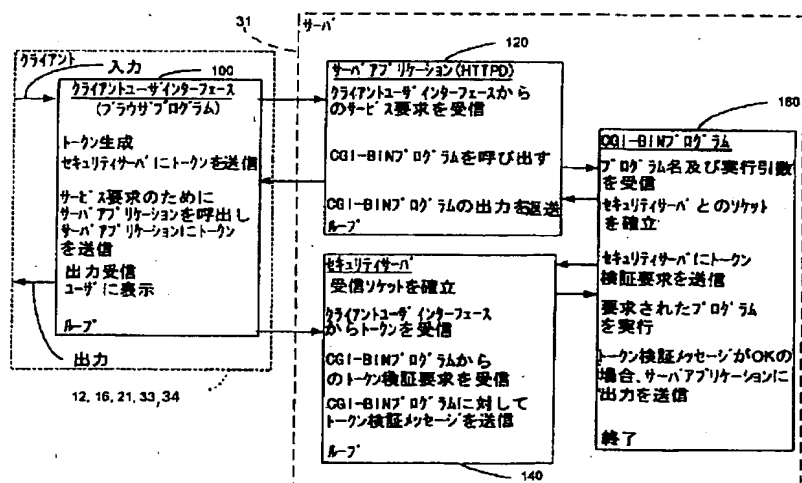 31
サーバ
クライアント
入力
100
クライアントユーザインターフェース
(ブラウザプログラム)
トークン生成
セキュリティサーバにトークンを送信
サービス要求のために
サーバアプリケーションを呼出し
サーバアプリケーションにトークン
を送信
出力受信
ユーザに表示
ループ
出力
12, 16, 21, 33, 34
120
サーバアプリケーション(HTTPD)
クライアントユーザインターフェースから
のサービス要求を受信
CGI-BINプログラムを呼び出す
CGI-BINプログラムの出力を返送
ループ
セキュリティサーバ
受信ソケットを確立
クライアントユーザインターフェース
からトークンを受信
CGI-BINプログラムから
のトークン検証要求を受信
CGI-BINプログラムに対して
トークン検証メッセージを送信
ループ
140
160
CGI-BINプログラム
プログラム名及び実行引数
を受信
セキュリティサーバとのソケット
を確立
セキュリティサーバにトークン
検証要求を送信
要求されたプログラム
を実行
トークン検証メッセージがOKの
場合、サーバアプリケーションに
出力を送信
終了